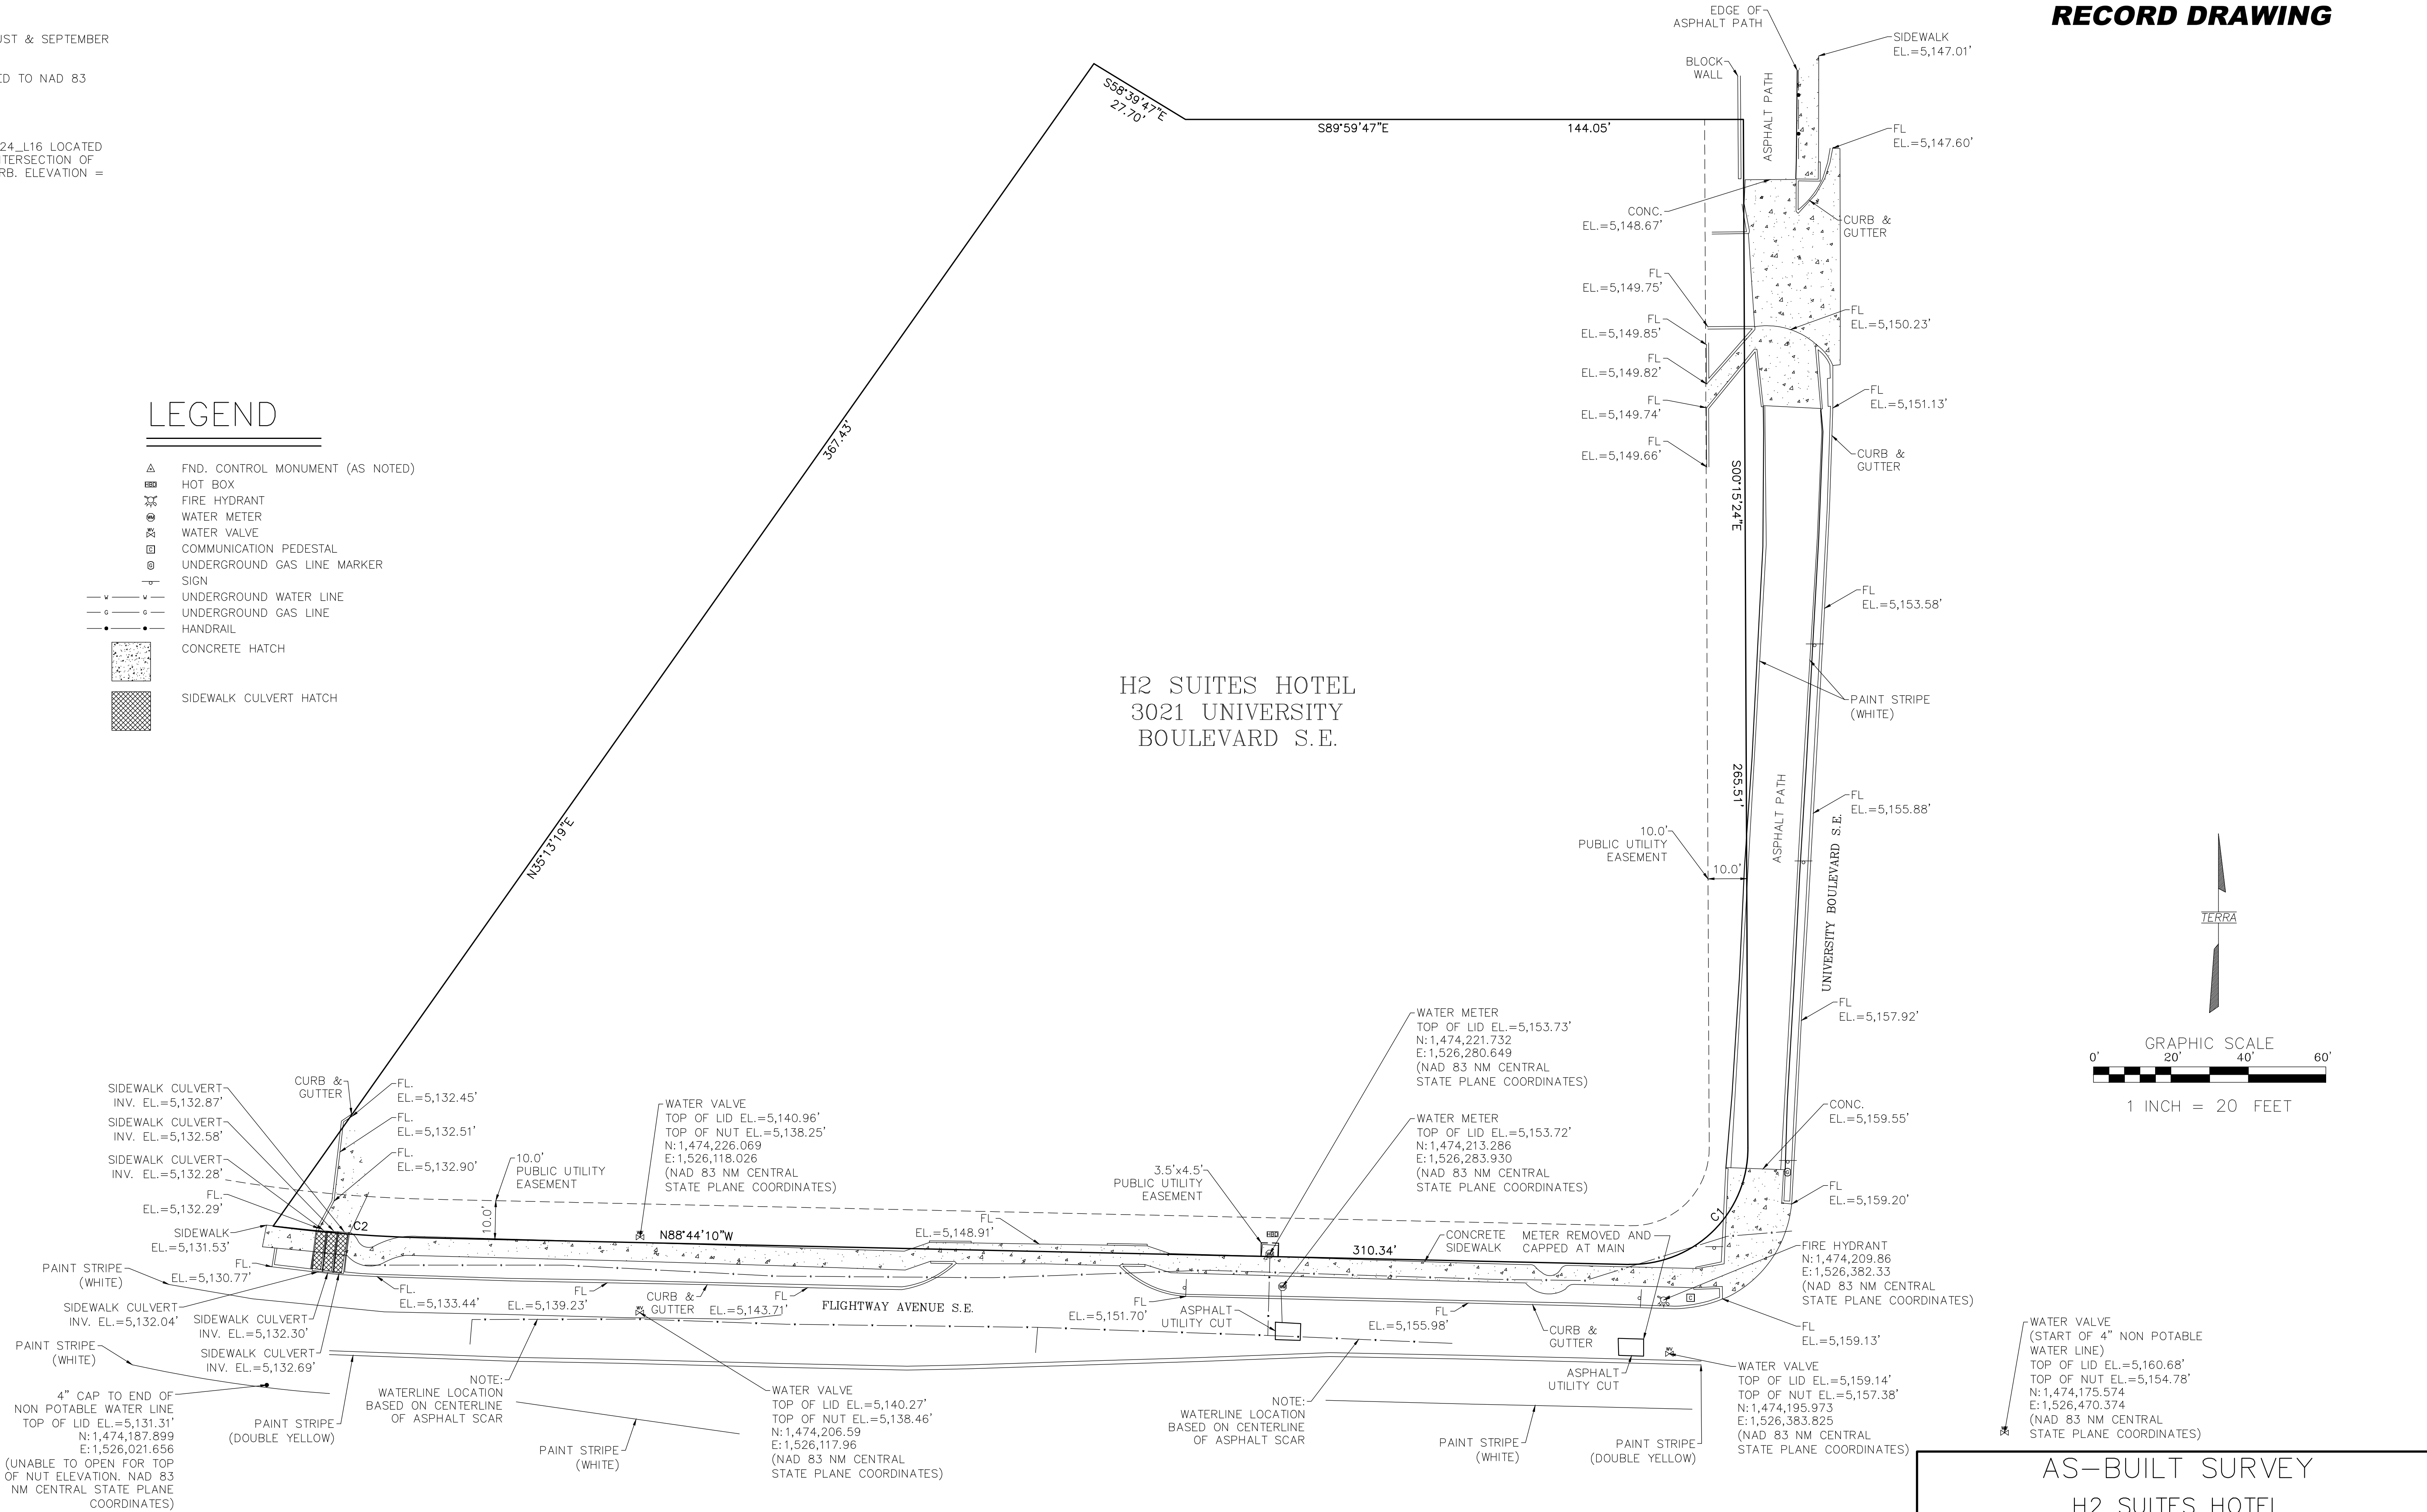 RECORD DRAWING
UST & SEPTEMBER
ED TO NAD 83
24_L16 LOCATED
NTERSECTION OF
RB. ELEVATION =
EDGE OF
ASPHALT PATH
SIDEWALK
EL.=5,147.01'
BLOCK
WALL
ASPHALT PATH
S58°39'47"E
27.70'
S89°59'47"E
144.05'
FL
EL.=5,147.60'
CONC.
EL.=5,148.67'
CURB &
GUTTER
FL
EL.=5,149.75'
FL
EL.=5,150.23'
FL
EL.=5,149.85'
FL
EL.=5,149.82'
FL
EL.=5,151.13'
FL
EL.=5,149.74'
CURB &
GUTTER
FL
EL.=5,149.66'
367.43'
N35°13'19"E
S00°15'24"E
265.51'
LEGEND
FND. CONTROL MONUMENT (AS NOTED)
HBO HOT BOX
FIRE HYDRANT
WM WATER METER
WV WATER VALVE
C COMMUNICATION PEDESTAL
G UNDERGROUND GAS LINE MARKER
SIGN
W W UNDERGROUND WATER LINE
G G UNDERGROUND GAS LINE
HANDRAIL
CONCRETE HATCH
SIDEWALK CULVERT HATCH
H2 SUITES HOTEL
3021 UNIVERSITY
BOULEVARD S.E.
FL
EL.=5,153.58'
PAINT STRIPE
(WHITE)
FL
EL.=5,155.88'
ASPHALT PATH
UNIVERSITY BOULEVARD S.E.
10.0'
PUBLIC UTILITY
EASEMENT
10.0'
FL
EL.=5,157.92'
TERRA
GRAPHIC SCALE
0' 20' 40' 60'
1 INCH = 20 FEET
WATER METER
TOP OF LID EL.=5,153.73'
N:1,474,221.732
E:1,526,280.649
(NAD 83 NM CENTRAL
STATE PLANE COORDINATES)
WATER METER
TOP OF LID EL.=5,153.72'
N:1,474,213.286
E:1,526,283.930
(NAD 83 NM CENTRAL
STATE PLANE COORDINATES)
CONC.
EL.=5,159.55'
FL
EL.=5,159.20'
SIDEWALK CULVERT
INV. EL.=5,132.87'
SIDEWALK CULVERT
INV. EL.=5,132.58'
SIDEWALK CULVERT
INV. EL.=5,132.28'
FL.
EL.=5,132.29'
SIDEWALK
EL.=5,131.53'
CURB &
GUTTER
FL.
EL.=5,132.45'
FL.
EL.=5,132.51'
FL.
EL.=5,132.90'
10.0'
PUBLIC UTILITY
EASEMENT
10.0'
WATER VALVE
TOP OF LID EL.=5,140.96'
TOP OF NUT EL.=5,138.25'
N:1,474,226.069
E:1,526,118.026
(NAD 83 NM CENTRAL
STATE PLANE COORDINATES)
3.5'x4.5'
PUBLIC UTILITY
EASEMENT
HBO
C2
N88°44'10"W
FL
EL.=5,148.91'
310.34'
CONCRETE
SIDEWALK
METER REMOVED AND
CAPPED AT MAIN
C1
FIRE HYDRANT
N:1,474,209.86
E:1,526,382.33
(NAD 83 NM CENTRAL
STATE PLANE COORDINATES)
PAINT STRIPE
(WHITE)
FL.
EL.=5,130.77'
SIDEWALK CULVERT
INV. EL.=5,132.04'
SIDEWALK CULVERT
INV. EL.=5,132.30'
SIDEWALK CULVERT
INV. EL.=5,132.69'
FL.
EL.=5,133.44'
FL
EL.=5,139.23'
CURB &
GUTTER
FL
EL.=5,143.71'
FLIGHTWAY AVENUE S.E.
FL
EL.=5,151.70'
ASPHALT
UTILITY CUT
FL
EL.=5,155.98'
CURB &
GUTTER
FL
EL.=5,159.13'
PAINT STRIPE
(WHITE)
4" CAP TO END OF
NON POTABLE WATER LINE
TOP OF LID EL.=5,131.31'
N:1,474,187.899
E:1,526,021.656
(UNABLE TO OPEN FOR TOP
OF NUT ELEVATION. NAD 83
NM CENTRAL STATE PLANE
COORDINATES)
PAINT STRIPE
(DOUBLE YELLOW)
NOTE:
WATERLINE LOCATION
BASED ON CENTERLINE
OF ASPHALT SCAR
PAINT STRIPE
(WHITE)
WATER VALVE
TOP OF LID EL.=5,140.27'
TOP OF NUT EL.=5,138.46'
N:1,474,206.59
E:1,526,117.96
(NAD 83 NM CENTRAL
STATE PLANE COORDINATES)
NOTE:
WATERLINE LOCATION
BASED ON CENTERLINE
OF ASPHALT SCAR
PAINT STRIPE
(WHITE)
ASPHALT
UTILITY CUT
PAINT STRIPE
(DOUBLE YELLOW)
WATER VALVE
TOP OF LID EL.=5,159.14'
TOP OF NUT EL.=5,157.38'
N:1,474,195.973
E:1,526,383.825
(NAD 83 NM CENTRAL
STATE PLANE COORDINATES)
WATER VALVE
(START OF 4" NON POTABLE
WATER LINE)
TOP OF LID EL.=5,160.68'
TOP OF NUT EL.=5,154.78'
N:1,474,175.574
E:1,526,470.374
(NAD 83 NM CENTRAL
STATE PLANE COORDINATES)
AS-BUILT SURVEY
H2 SUITES HOTEL